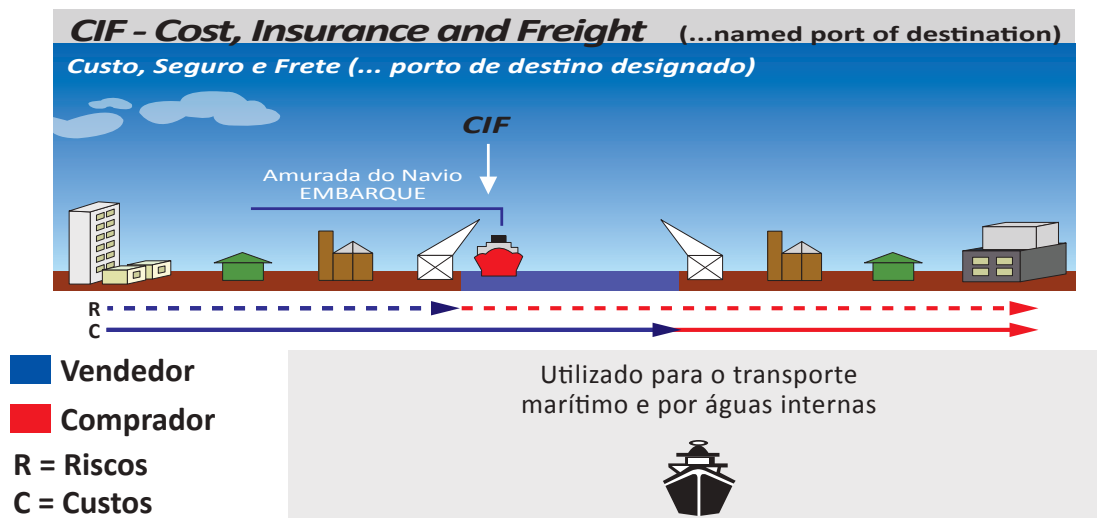 CIF - Cost, Insurance and Freight (...named port of destination)
Custo, Seguro e Frete (... porto de destino designado)
CIF
Amurada do Navio
EMBARQUE
R
C
Vendedor
Comprador
R = Riscos
C = Custos
Utilizado para o transporte
marítimo e por águas internas